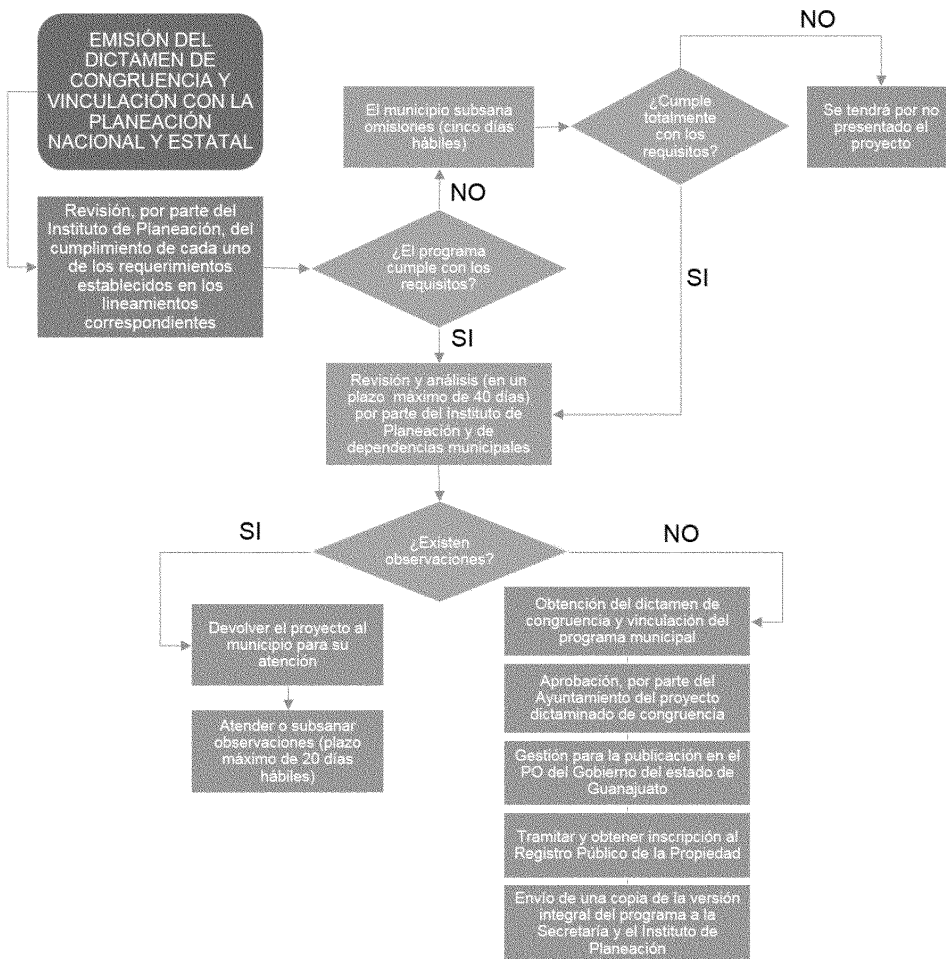 EMISIÓN DEL
DICTAMEN DE
CONGRUENCIA Y
VINCULACIÓN CON LA
PLANEACIÓN
NACIONAL Y ESTATAL
Revisión, por parte del
Instituto de Planeación, del
cumplimiento de cada uno
de los requerimientos
establecidos en los
lineamientos
correspondientes
¿El programa
cumple con los
requisitos?
NO
El municipio subsana
omisiones (cinco días
hábiles)
¿Cumple
totalmente
con los
requisitos?
NO
Se tendrá por no
presentado el
proyecto
SI
SI
Revisión y análisis (en un
plazo máximo de 40 días)
por parte del Instituto de
Planeación y de
dependencias municipales
¿Existen
observaciones?
SI
Devolver el proyecto al
municipio para su
atención
Atender o subsanar
observaciones (plazo
máximo de 20 días
hábiles)
NO
Obtención del dictamen de
congruencia y vinculación del
programa municipal
Aprobación, por parte del
Ayuntamiento del proyecto
dictaminado de congruencia
Gestión para la publicación en el
PO del Gobierno del estado de
Guanajuato
Tramitar y obtener inscripción al
Registro Público de la Propiedad
Envío de una copia de la versión
integral del programa a la
Secretaría y el Instituto de
Planeación